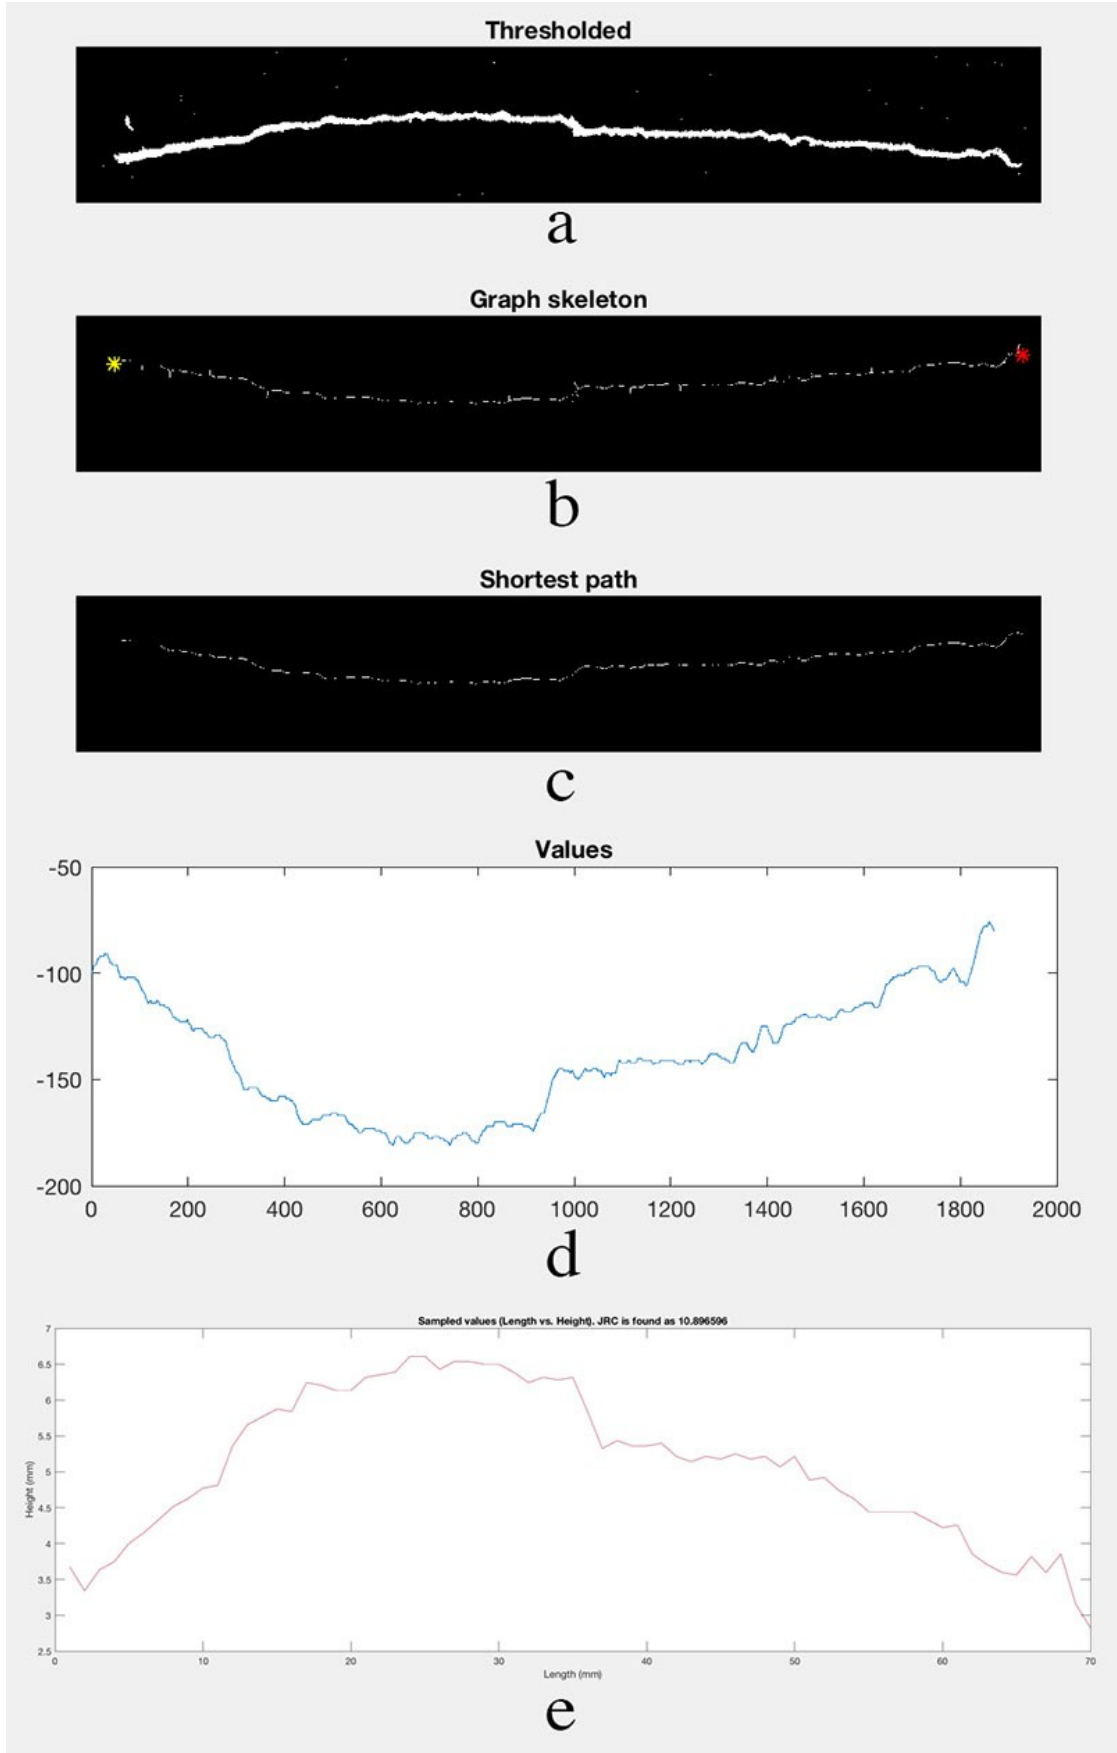 Thresholded
a
Graph skeleton
b
Shortest path
c
Values
-50
-100
-150
-200
0 200 400 600 800 1000 1200 1400 1600 1800 2000
d
Sampled values (Length vs. Height). JRC is found as 10.896596
7
6.5
6
5.5
5
4.5
4
3.5
3
2.5
Height (mm)
0 10 20 30 40 50 60 70
Length (mm)
e